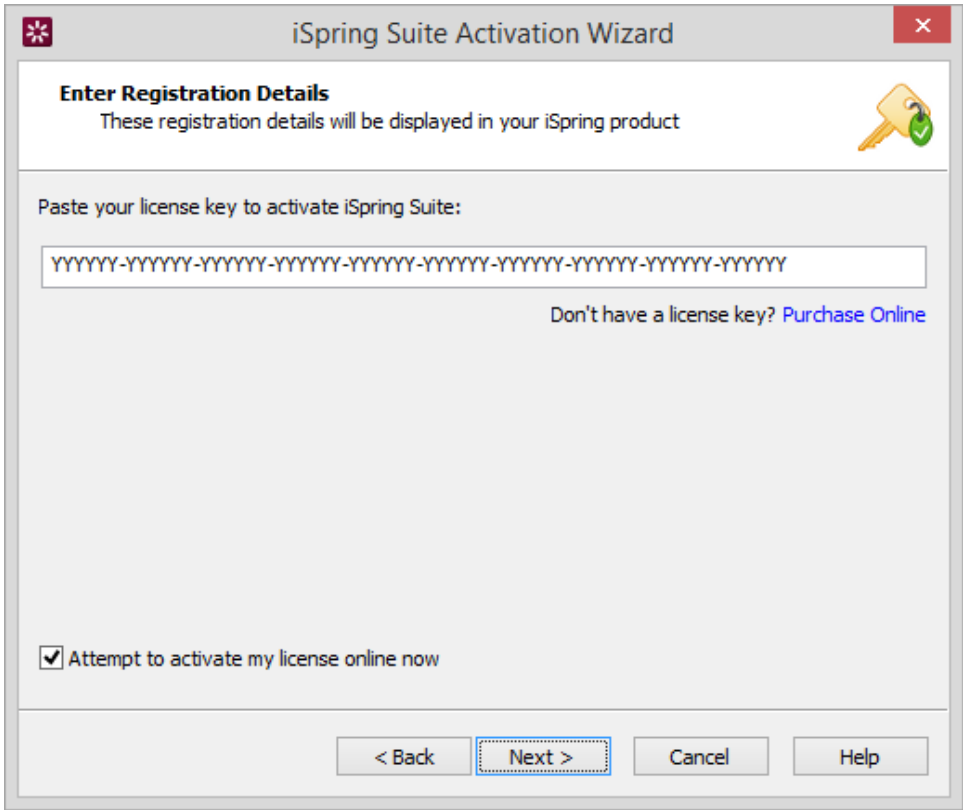 iSpring Suite Activation Wizard
Enter Registration Details
These registration details will be displayed in your iSpring product
Paste your license key to activate iSpring Suite:
YYYYYY-YYYYYY-YYYYYY-YYYYYY-YYYYYY-YYYYYY-YYYYYY-YYYYYY-YYYYYY-YYYYYY
Don't have a license key? Purchase Online
Attempt to activate my license online now
< Back Next > Cancel Help